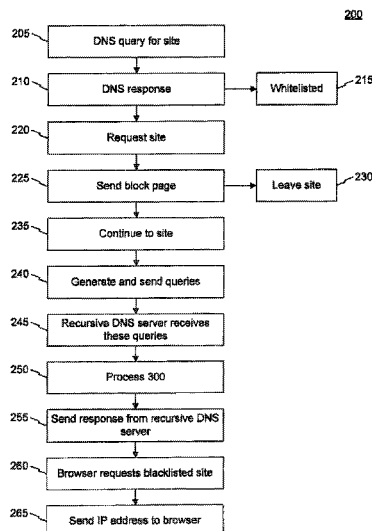 200
205
DNS query for site
210
DNS response
Whitelisted
215
220
Request site
225
Send block page
Leave site
230
235
Continue to site
240
Generate and send queries
245
Recursive DNS server receives
these queries
250
Process 300
255
Send response from recursive DNS
server
260
Browser requests blacklisted site
265
Send IP address to browser